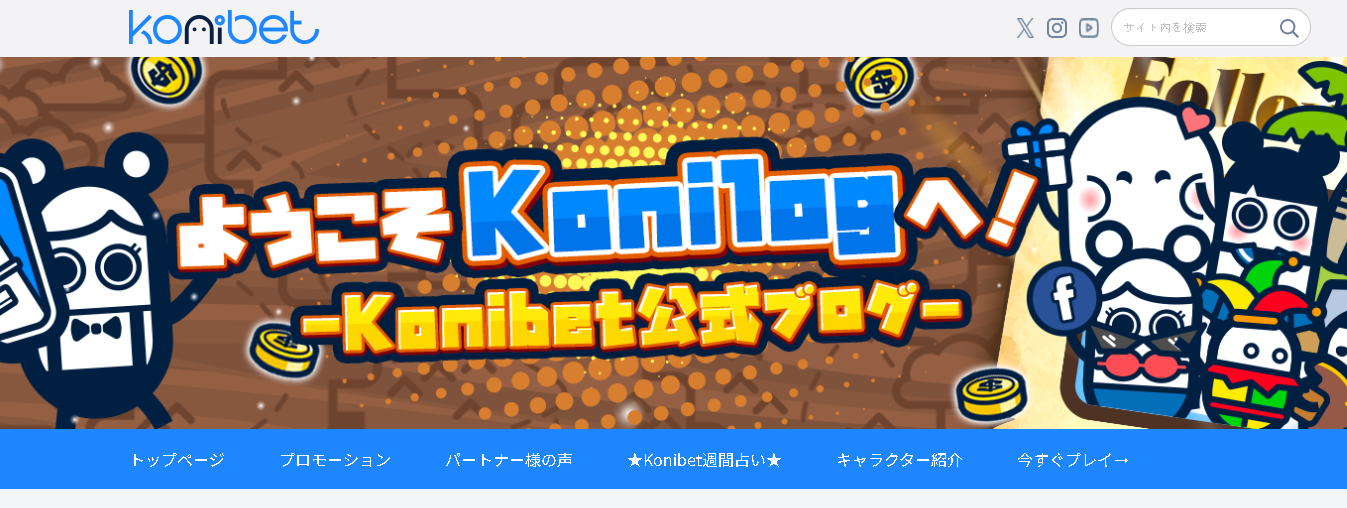 konibet
サイト内を検索
Follo
ようこそKonilogへ!
f
-Konibet公式ブログ-
トップページ プロモーション パートナー様の声 ★Konibet週間占い★ キャラクター紹介 今すぐプレイ→